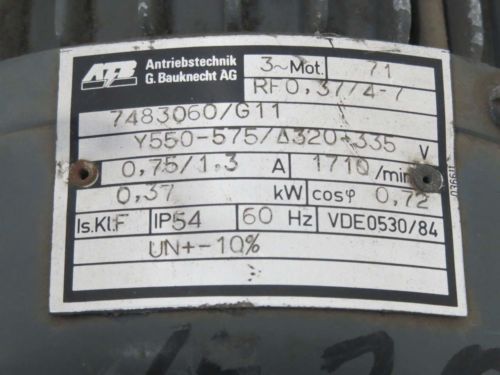 ATB Antriebstechnik G. Bauknecht AG 3~Mot. 71
RF0,37/4-7
7483060/G11
Y550-575/Δ320-335 V
0,75/1.3 A 1710/min
0,37 kW cosφ 0,72
Is.Kl.F IP54 60 Hz VDE0530/84
UN+-10%